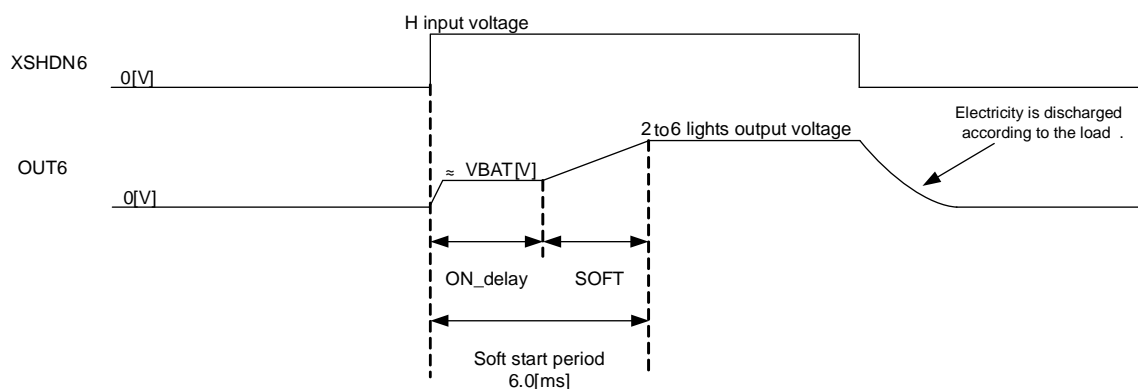 H input voltage
XSHDN6
0[V]
Electricity is discharged
according to the load .
2 to 6 lights output voltage
OUT6
≈ VBAT[V]
0[V]
ON_delay
SOFT
Soft start period
6.0[ms]